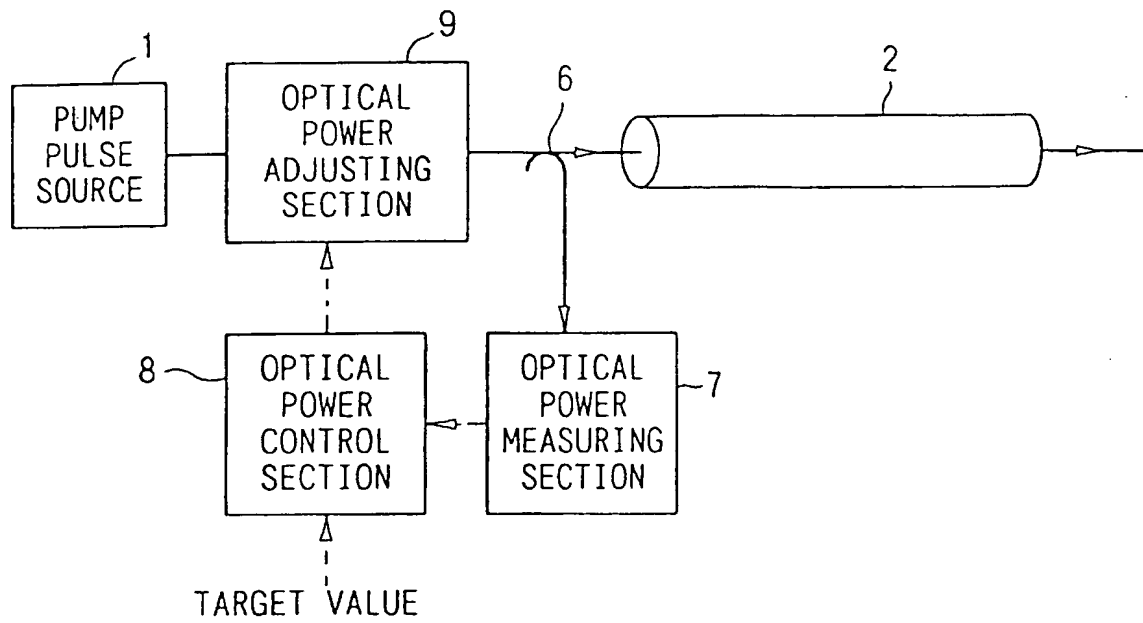 1
PUMP
PULSE
SOURCE
9
OPTICAL
POWER
ADJUSTING
SECTION
6
2
8
OPTICAL
POWER
CONTROL
SECTION
OPTICAL
POWER
MEASURING
SECTION
7
TARGET VALUE